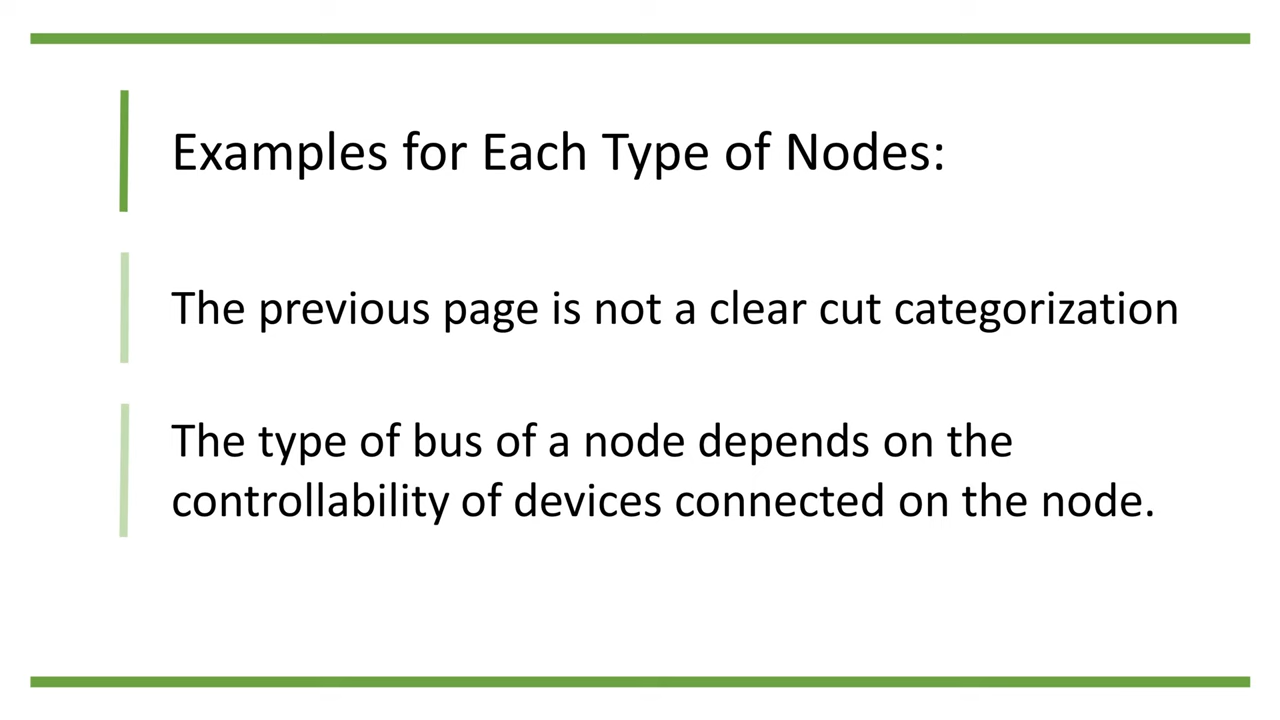 Examples for Each Type of Nodes:
The previous page is not a clear cut categorization
The type of bus of a node depends on the
controllability of devices connected on the node.